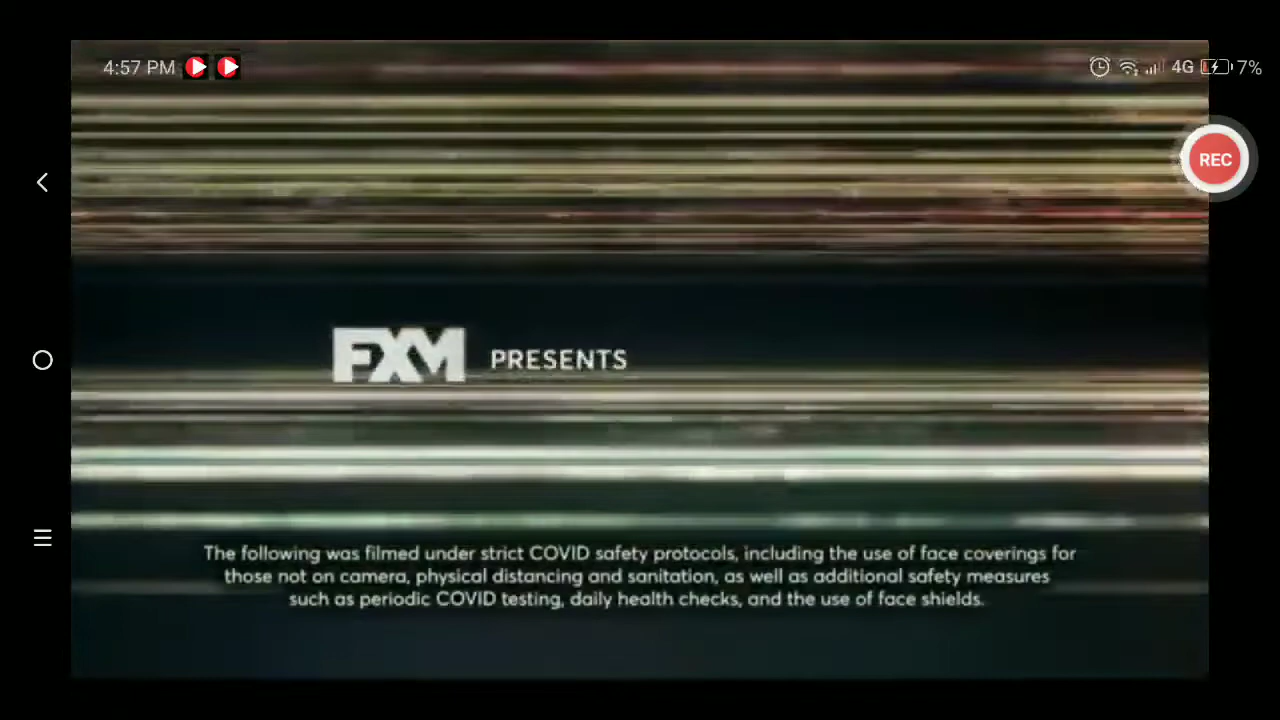 4:57 PM
4G
7%
REC
FXM PRESENTS
The following was filmed under strict COVID safety protocols, including the use of face coverings for
those not on camera, physical distancing and sanitation, as well as additional safety measures
such as periodic COVID testing, daily health checks, and the use of face shields.